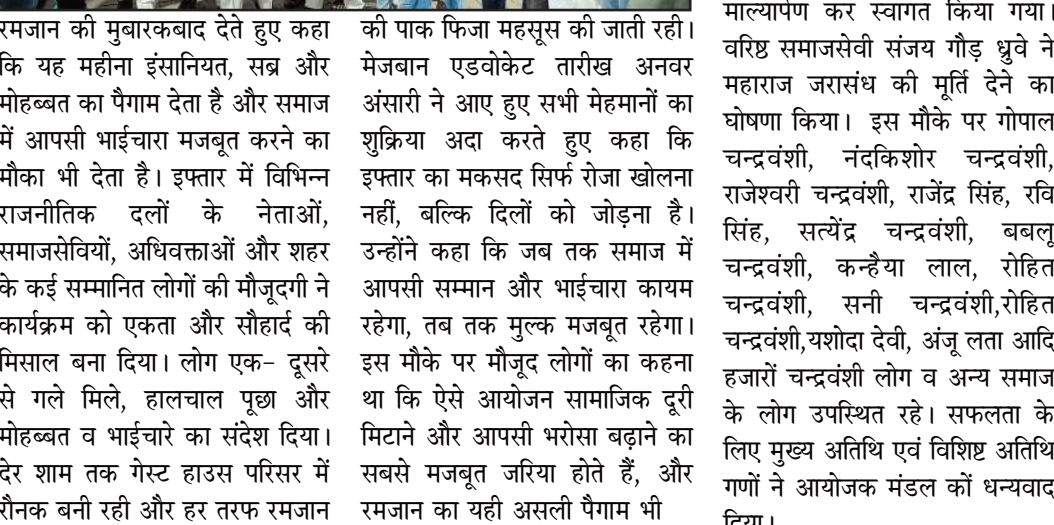 रमजान की मुबारकबाद देते हुए कहा
कि यह महीना इंसानियत, सब्र और
मोहब्बत का पैगाम देता है और समाज
में आपसी भाईचारा मजबूत करने का
मौका भी देता है। इफ्तार में विभिन्न
राजनीतिक दलों के नेताओं,
समाजसेवियों, अधिवक्ताओं और शहर
के कई सम्मानित लोगों की मौजूदगी ने
कार्यक्रम को एकता और सौहार्द की
मिसाल बना दिया। लोग एक- दूसरे
से गले मिले, हालचाल पूछा और
मोहब्बत व भाईचारे का संदेश दिया।
देर शाम तक गेस्ट हाउस परिसर में
रौनक बनी रही और हर तरफ रमजान
की पाक फिजा महसूस की जाती रही।
मेजबान एडवोकेट तारीख अनवर
अंसारी ने आए हुए सभी मेहमानों का
शुक्रिया अदा करते हुए कहा कि
इफ्तार का मकसद सिर्फ रोजा खोलना
नहीं, बल्कि दिलों को जोड़ना है।
उन्होंने कहा कि जब तक समाज में
आपसी सम्मान और भाईचारा कायम
रहेगा, तब तक मुल्क मजबूत रहेगा।
इस मौके पर मौजूद लोगों का कहना
था कि ऐसे आयोजन सामाजिक दूरी
मिटाने और आपसी भरोसा बढ़ाने का
सबसे मजबूत जरिया होते हैं, और
रमजान का यही असली पैगाम भी
माल्यार्पण कर स्वागत किया गया।
वरिष्ठ समाजसेवी संजय गौड़ ध्रुवे ने
महाराज जरासंध की मूर्ति देने का
घोषणा किया। इस मौके पर गोपाल
चन्द्रवंशी, नंदकिशोर चन्द्रवंशी,
राजेश्वरी चन्द्रवंशी, राजेंद्र सिंह, रवि
सिंह, सत्येंद्र चन्द्रवंशी, बबलू
चन्द्रवंशी, कन्हैया लाल, रोहित
चन्द्रवंशी, सनी चन्द्रवंशी,रोहित
चन्द्रवंशी,यशोदा देवी, अंजू लता आदि
हजारों चन्द्रवंशी लोग व अन्य समाज
के लोग उपस्थित रहे। सफलता के
लिए मुख्य अतिथि एवं विशिष्ट अतिथि
गणों ने आयोजक मंडल कों धन्यवाद
दिया।